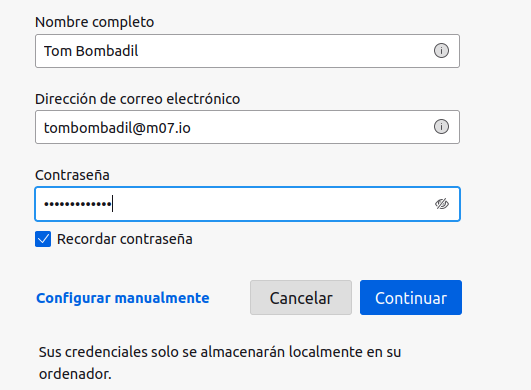 Nombre completo
Tom Bombadil
Dirección de correo electrónico
tombombadil@m07.io
Contraseña
•••••••••••••
Recordar contraseña
Configurar manualmente
Cancelar
Continuar
Sus credenciales solo se almacenarán localmente en su
ordenador.